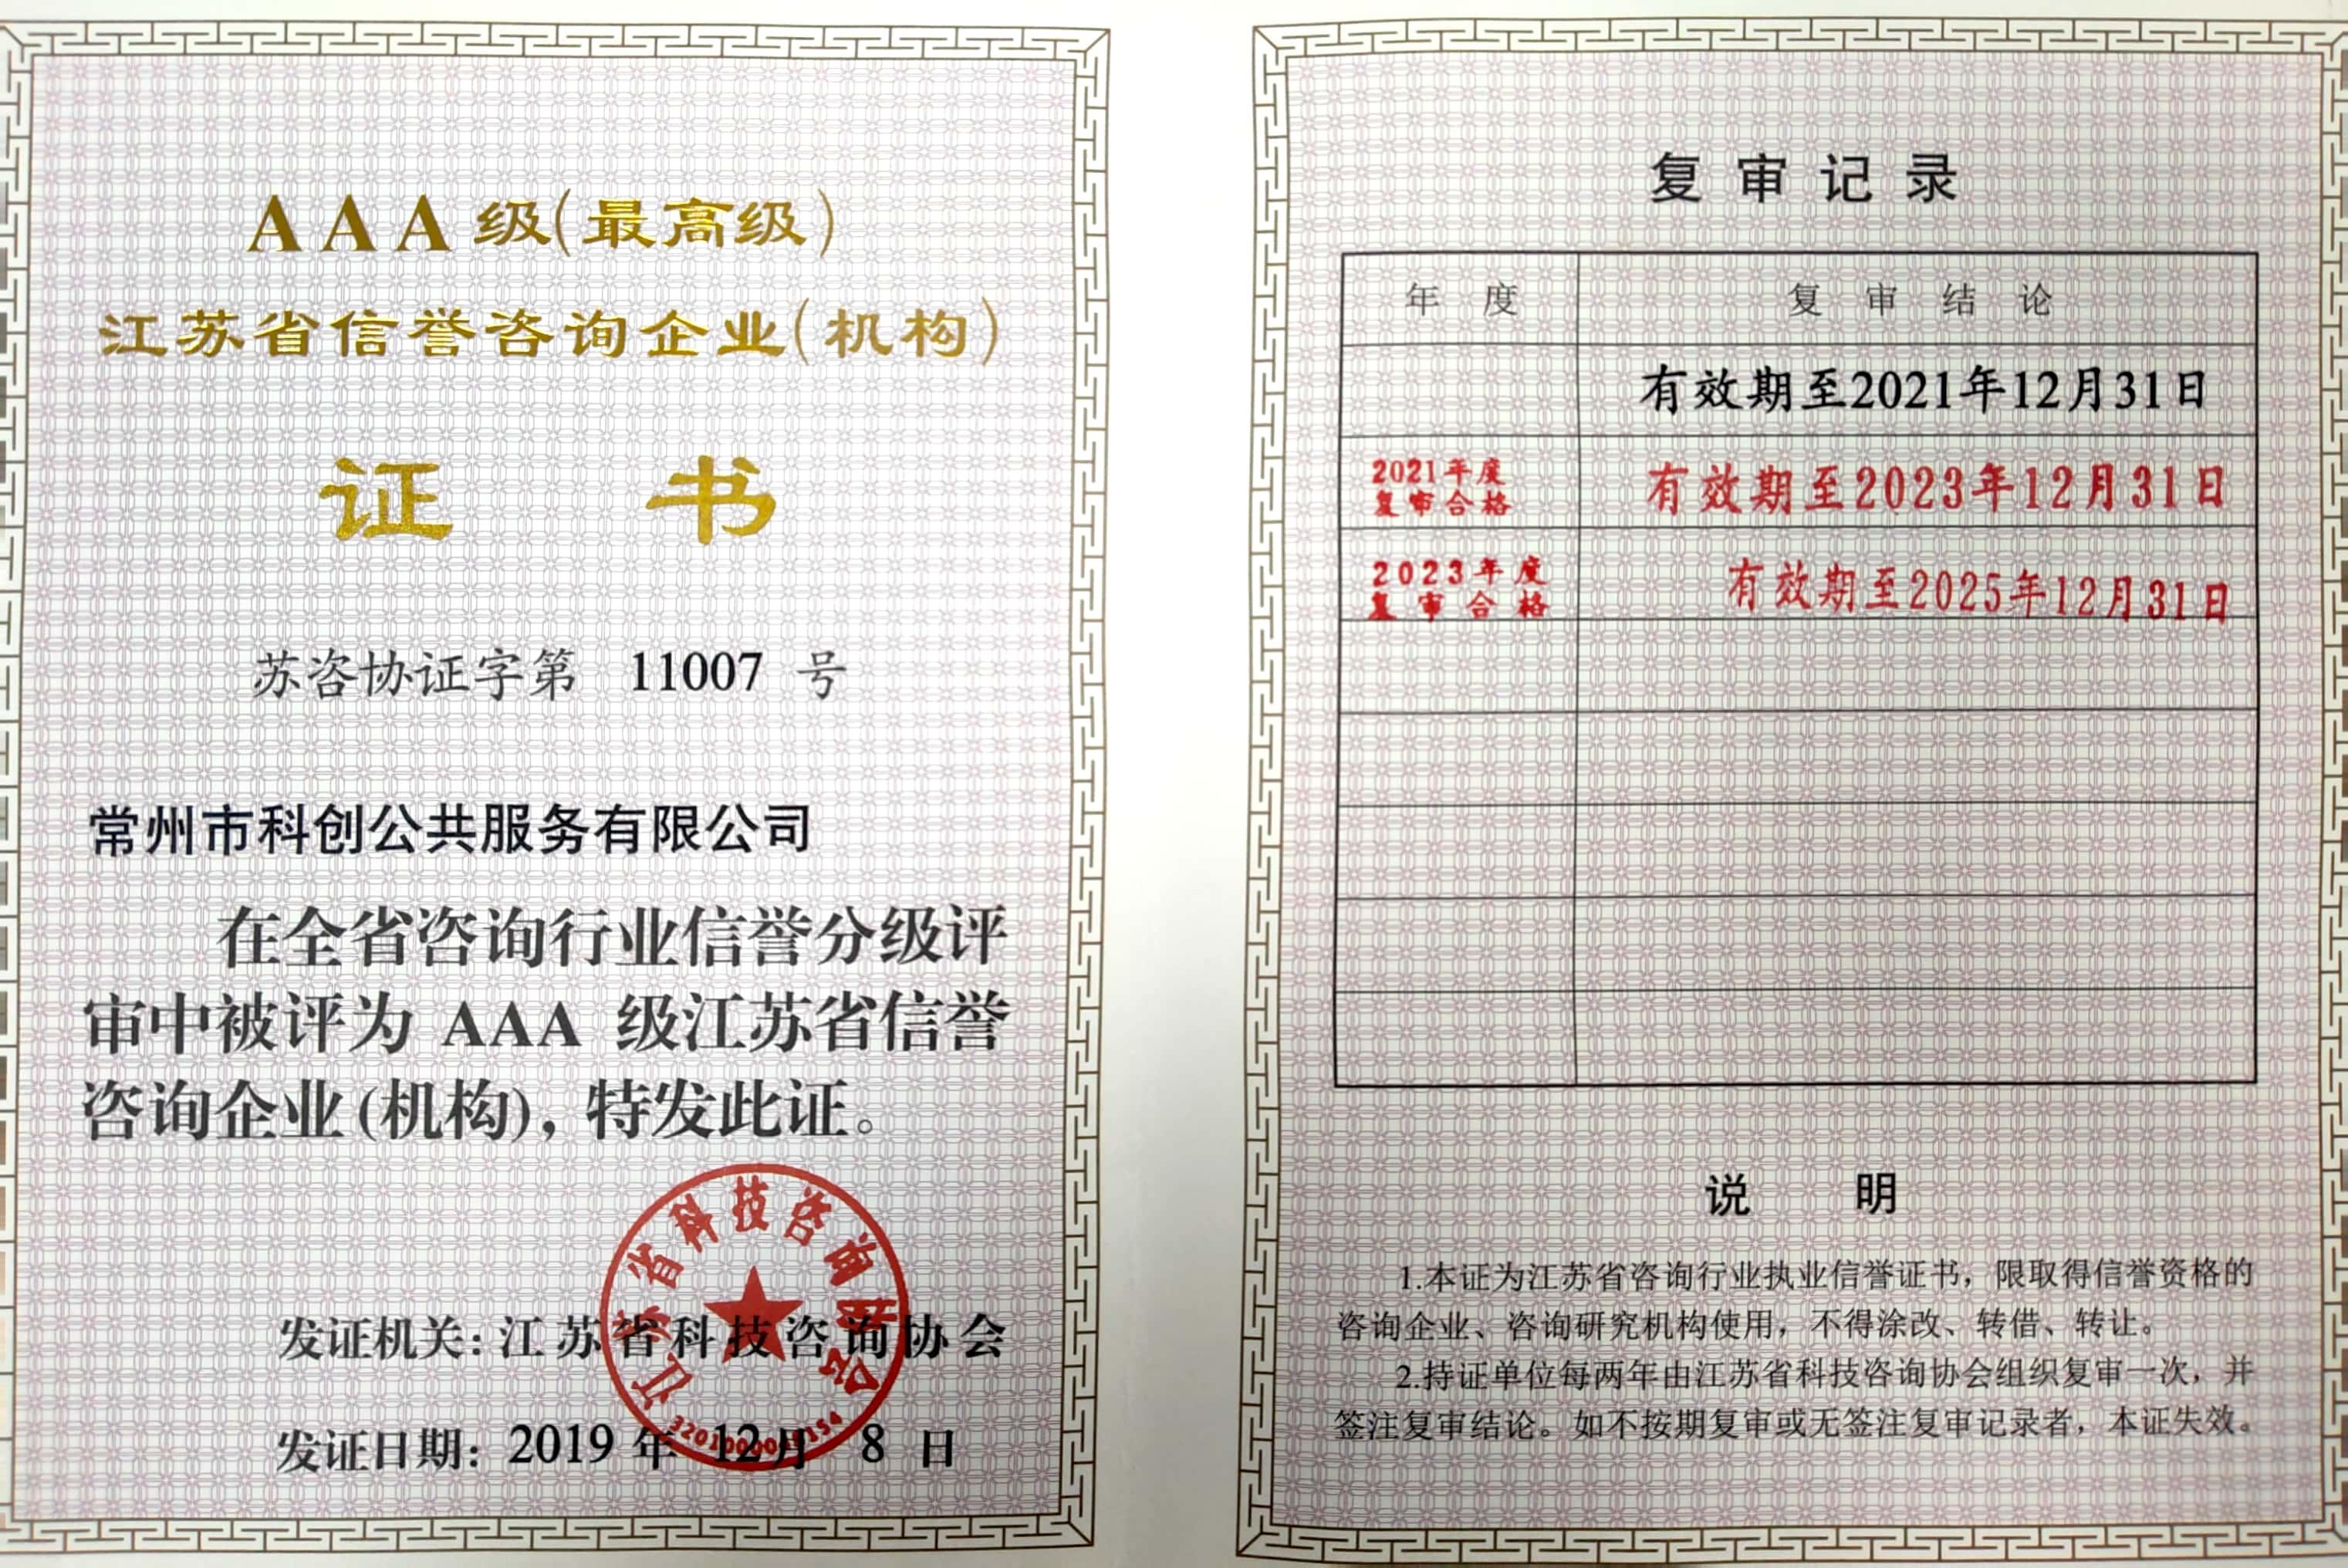 AAA级(最高级)
江苏省信誉咨询企业(机构)
证 书
苏咨协证字第 11007 号
常州市科创公共服务有限公司
在全省咨询行业信誉分级评
审中被评为 AAA 级江苏省信誉
咨询企业(机构)，特发此证。
江苏省科技咨询协会
发证机关：江苏省科技咨询协会
发证日期：2019 年 12月 8 日
复审记录
年 度 复 审 结 论
有效期至2021年12月31日
2021年度
复审合格
有效期至2023年12月31日
2023年度
复审合格
有效期至2025年12月31日
说 明
1.本证为江苏省咨询行业执业信誉证书，限取得信誉资格的
咨询企业、咨询研究机构使用，不得涂改、转借、转让。
2.持证单位每两年由江苏省科技咨询协会组织复审一次，并
签注复审结论。如不按期复审或无签注复审记录者，本证失效。